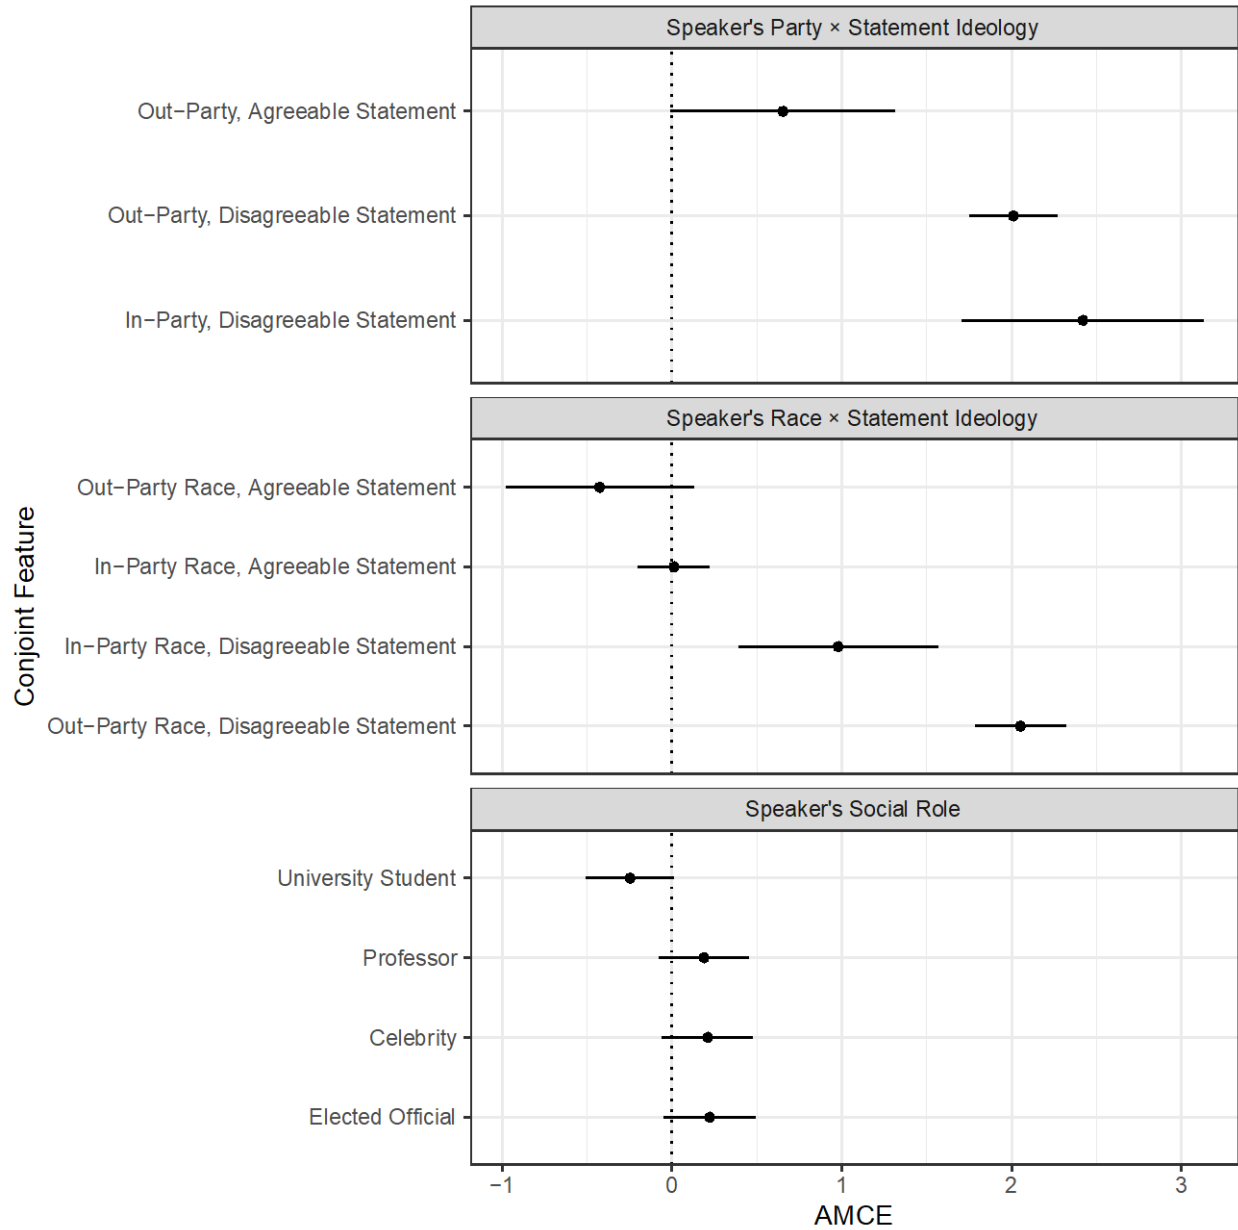 Speaker's Party × Statement Ideology
Out−Party, Agreeable Statement
Out−Party, Disagreeable Statement
In−Party, Disagreeable Statement
Speaker's Race × Statement Ideology
Out−Party Race, Agreeable Statement
In−Party Race, Agreeable Statement
In−Party Race, Disagreeable Statement
Out−Party Race, Disagreeable Statement
Conjoint Feature
Speaker's Social Role
University Student
Professor
Celebrity
Elected Official
−1 0 1 2 3
AMCE